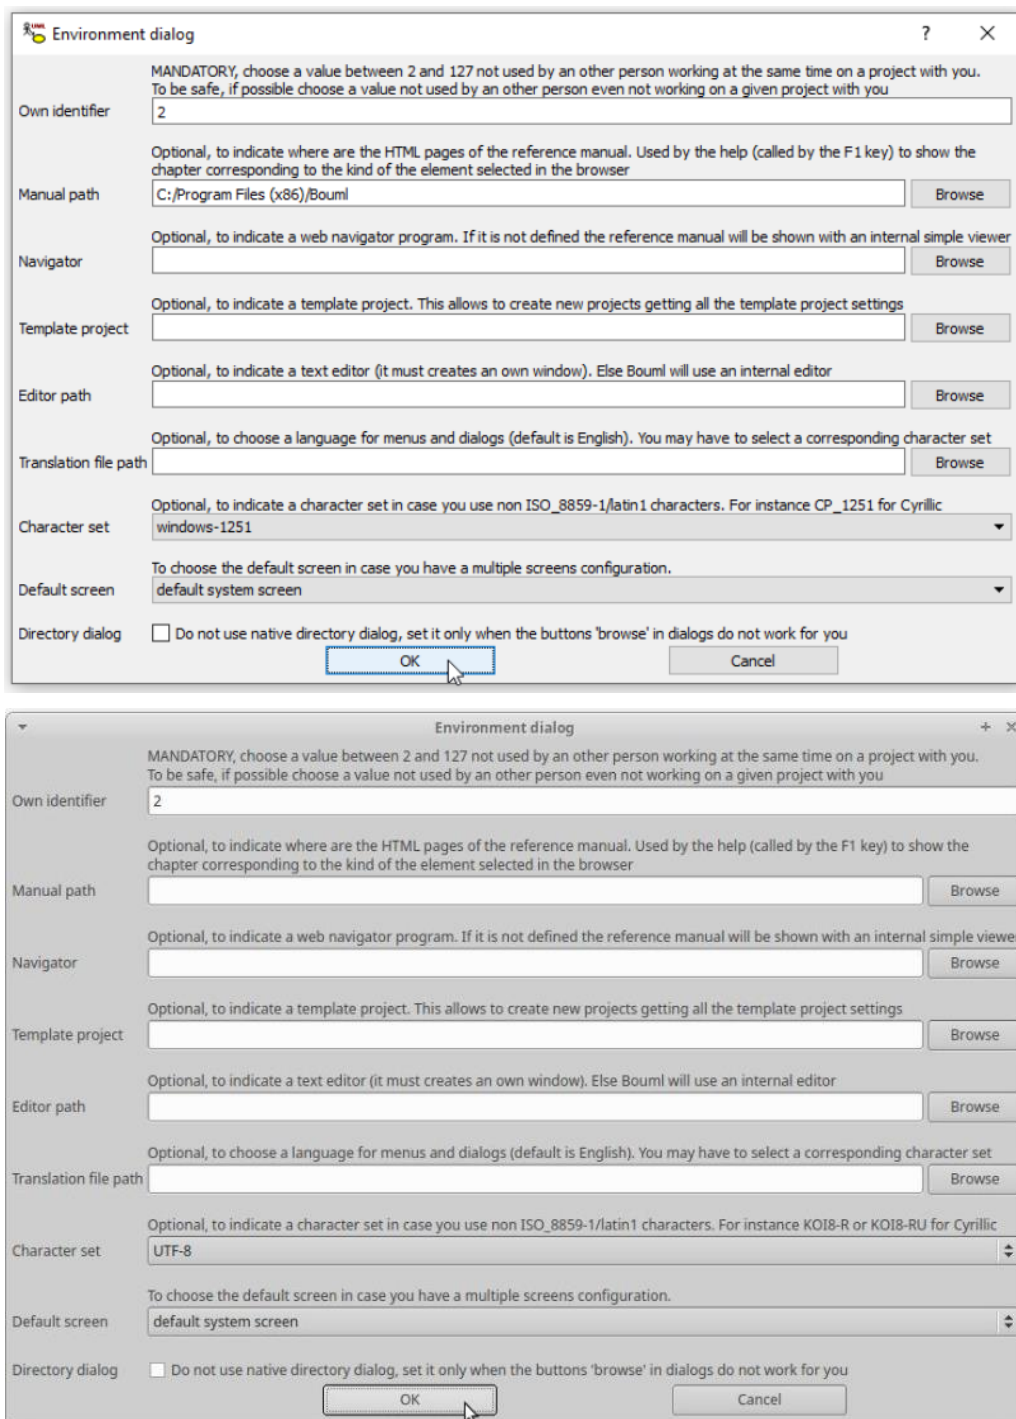 Environment dialog
MANDATORY, choose a value between 2 and 127 not used by an other person working at the same time on a project with you.
To be safe, if possible choose a value not used by an other person even not working on a given project with you
Own identifier 2
Optional, to indicate where are the HTML pages of the reference manual. Used by the help (called by the F1 key) to show the
chapter corresponding to the kind of the element selected in the browser
Manual path C:/Program Files (x86)/Bouml Browse
Optional, to indicate a web navigator program. If it is not defined the reference manual will be shown with an internal simple viewer
Navigator Browse
Optional, to indicate a template project. This allows to create new projects getting all the template project settings
Template project Browse
Optional, to indicate a text editor (it must creates an own window). Else Bouml will use an internal editor
Editor path Browse
Optional, to choose a language for menus and dialogs (default is English). You may have to select a corresponding character set
Translation file path Browse
Optional, to indicate a character set in case you use non ISO_8859-1/latin1 characters. For instance CP_1251 for Cyrillic
Character set windows-1251
To choose the default screen in case you have a multiple screens configuration.
Default screen default system screen
Directory dialog Do not use native directory dialog, set it only when the buttons 'browse' in dialogs do not work for you
OK Cancel
Environment dialog
MANDATORY, choose a value between 2 and 127 not used by an other person working at the same time on a project with you.
To be safe, if possible choose a value not used by an other person even not working on a given project with you
Own identifier 2
Optional, to indicate where are the HTML pages of the reference manual. Used by the help (called by the F1 key) to show the
chapter corresponding to the kind of the element selected in the browser
Manual path Browse
Optional, to indicate a web navigator program. If it is not defined the reference manual will be shown with an internal simple viewe
Navigator Browse
Optional, to indicate a template project. This allows to create new projects getting all the template project settings
Template project Browse
Optional, to indicate a text editor (it must creates an own window). Else Bouml will use an internal editor
Editor path Browse
Optional, to choose a language for menus and dialogs (default is English). You may have to select a corresponding character set
Translation file path Browse
Optional, to indicate a character set in case you use non ISO_8859-1/latin1 characters. For instance KOI8-R or KOI8-RU for Cyrillic
Character set UTF-8
To choose the default screen in case you have a multiple screens configuration.
Default screen default system screen
Directory dialog Do not use native directory dialog, set it only when the buttons 'browse' in dialogs do not work for you
OK Cancel